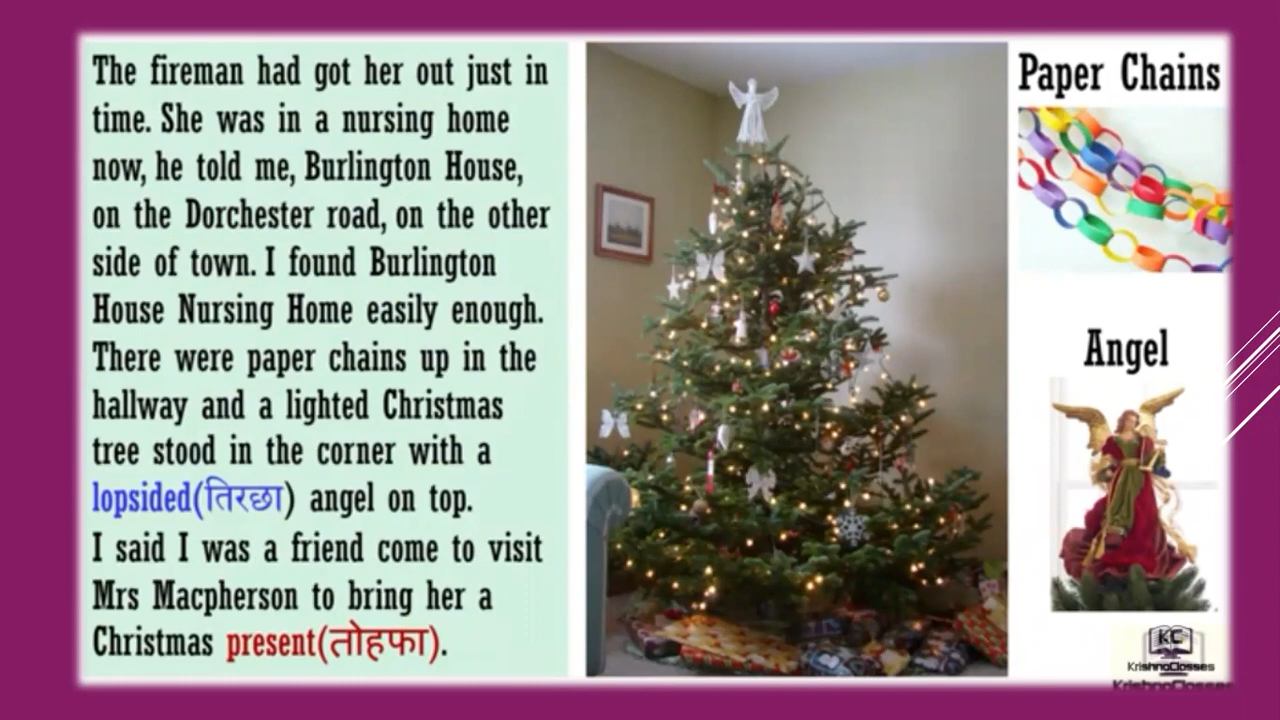 The fireman had got her out just in
time. She was in a nursing home
now, he told me, Burlington House,
on the Dorchester road, on the other
side of town. I found Burlington
House Nursing Home easily enough.
There were paper chains up in the
hallway and a lighted Christmas
tree stood in the corner with a
lopsided(तिरछा) angel on top.
I said I was a friend come to visit
Mrs Macpherson to bring her a
Christmas present(तोहफा).
Paper Chains
Angel
KC
KrishnaClasses
KrishnaClasses